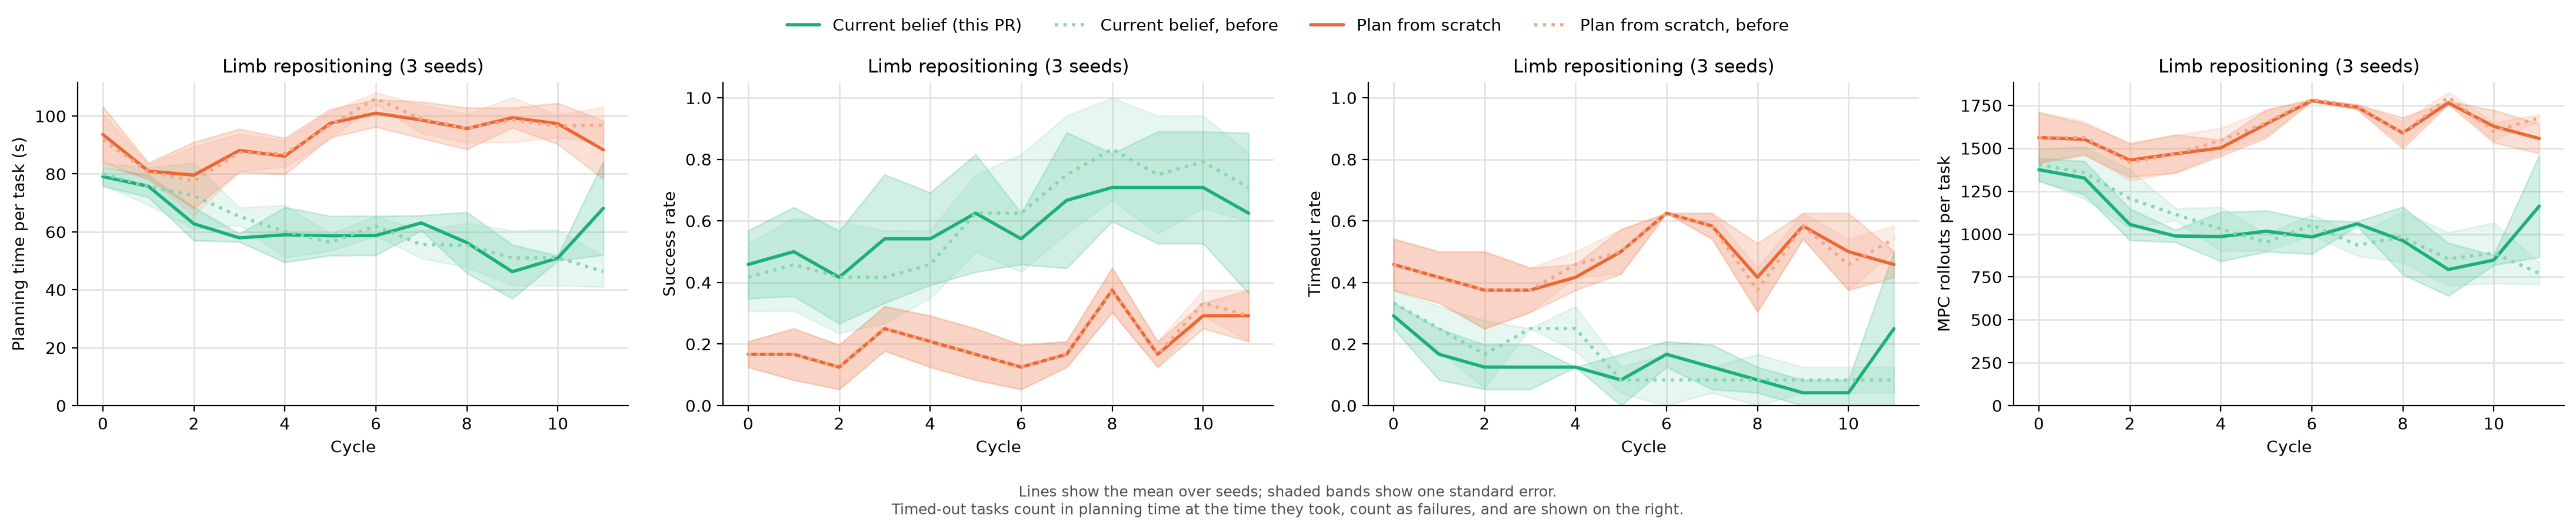 Current belief (this PR)
Current belief, before
Plan from scratch
Plan from scratch, before
Limb repositioning (3 seeds)
Planning time per task (s)
100
80
60
40
20
0
0 2 4 6 8 10
Cycle
Limb repositioning (3 seeds)
Success rate
1.0
0.8
0.6
0.4
0.2
0.0
0 2 4 6 8 10
Cycle
Limb repositioning (3 seeds)
Timeout rate
1.0
0.8
0.6
0.4
0.2
0.0
0 2 4 6 8 10
Cycle
Limb repositioning (3 seeds)
MPC rollouts per task
1750
1500
1250
1000
750
500
250
0
0 2 4 6 8 10
Cycle
Lines show the mean over seeds; shaded bands show one standard error.
Timed-out tasks count in planning time at the time they took, count as failures, and are shown on the right.